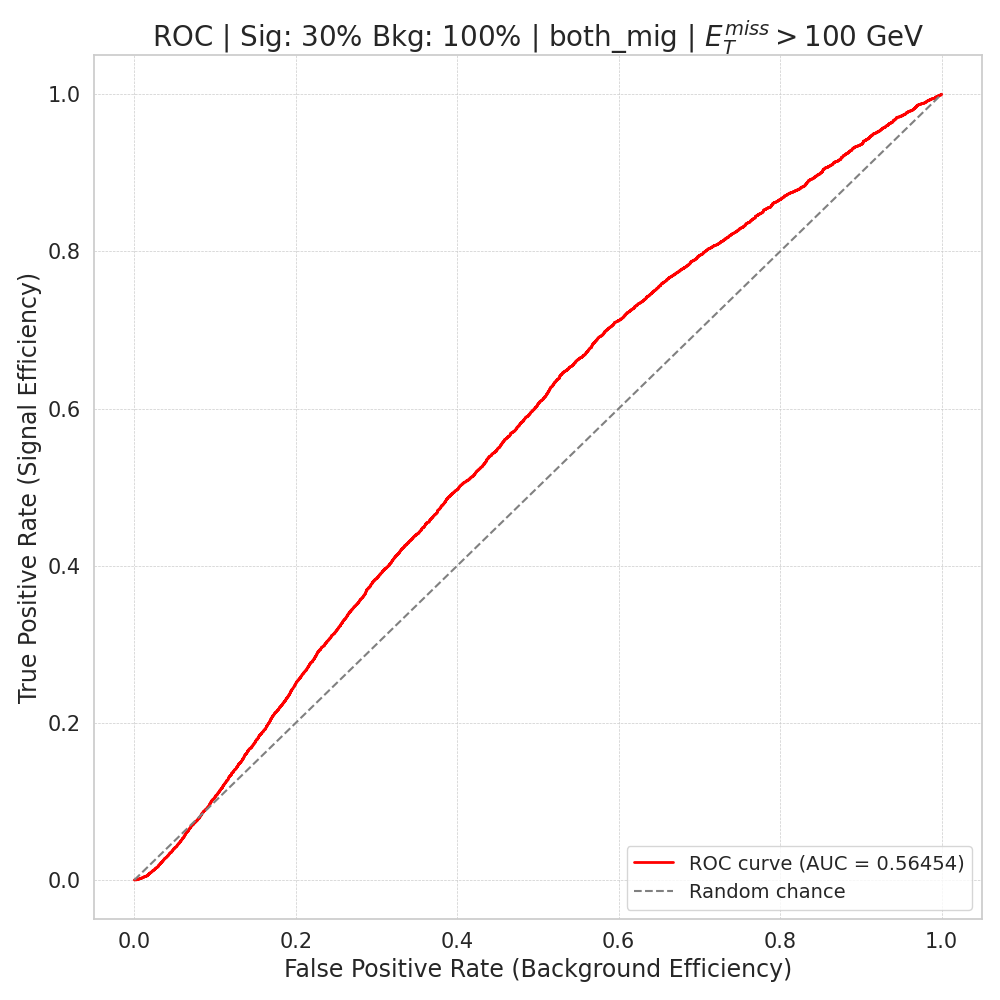 ROC | Sig: 30% Bkg: 100% | both_mig | $E_T^{miss} > 100$ GeV
True Positive Rate (Signal Efficiency)
1.0
0.8
0.6
0.4
0.2
0.0
ROC curve (AUC = 0.56454)
Random chance
0.0 0.2 0.4 0.6 0.8 1.0
False Positive Rate (Background Efficiency)